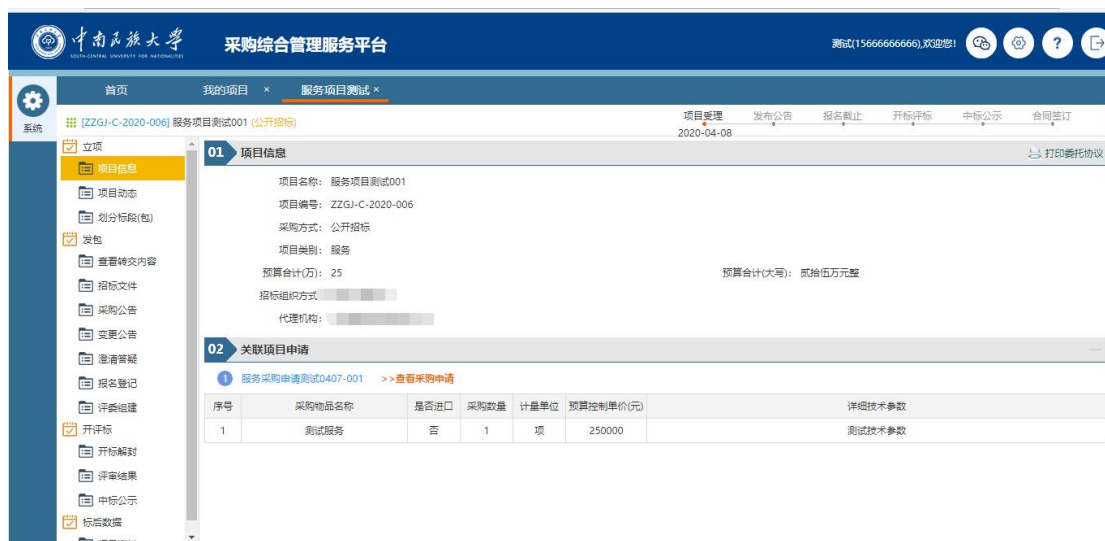 中南民族大学
SOUTH-CENTRAL UNIVERSITY FOR NATIONALITIES
采购综合管理服务平台
测试(15666666666),欢迎您!
?
系统
首页
我的项目 ×
服务项目测试 ×
[ZZGJ-C-2020-006] 服务项目测试001 (公开招标)
项目受理 发布公告 报名截止 开标评标 中标公示 合同签订
2020-04-08
立项
项目信息
项目动态
划分标段(包)
发包
查看转交内容
招标文件
采购公告
变更公告
澄清答疑
报名登记
评委组建
开评标
开标解封
评审结果
中标公示
标后数据
01 项目信息
打印委托协议
项目名称: 服务项目测试001
项目编号: ZZGJ-C-2020-006
采购方式: 公开招标
项目类别: 服务
预算合计(万): 25 预算合计(大写): 贰拾伍万元整
招标组织方式
代理机构:
02 关联项目申请
1 服务采购申请测试0407-001 >>查看采购申请
序号 采购物品名称 是否进口 采购数量 计量单位 预算控制单价(元) 详细技术参数
1 测试服务 否 1 项 250000 测试技术参数